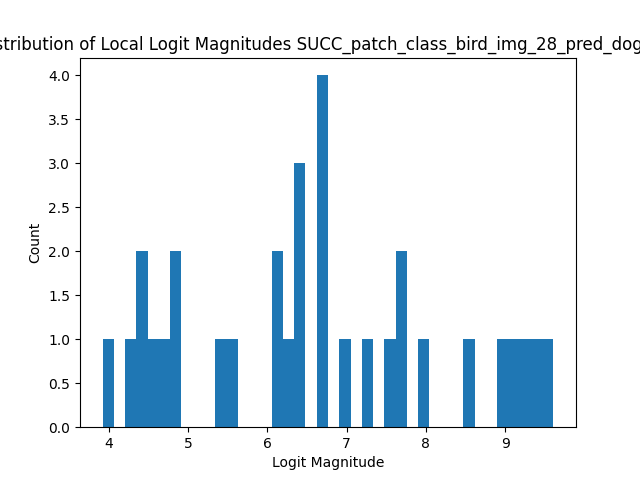 stribution of Local Logit Magnitudes SUCC_patch_class_bird_img_28_pred_dog
4.0
3.5
3.0
2.5
2.0
1.5
1.0
0.5
0.0
Count
4 5 6 7 8 9
Logit Magnitude